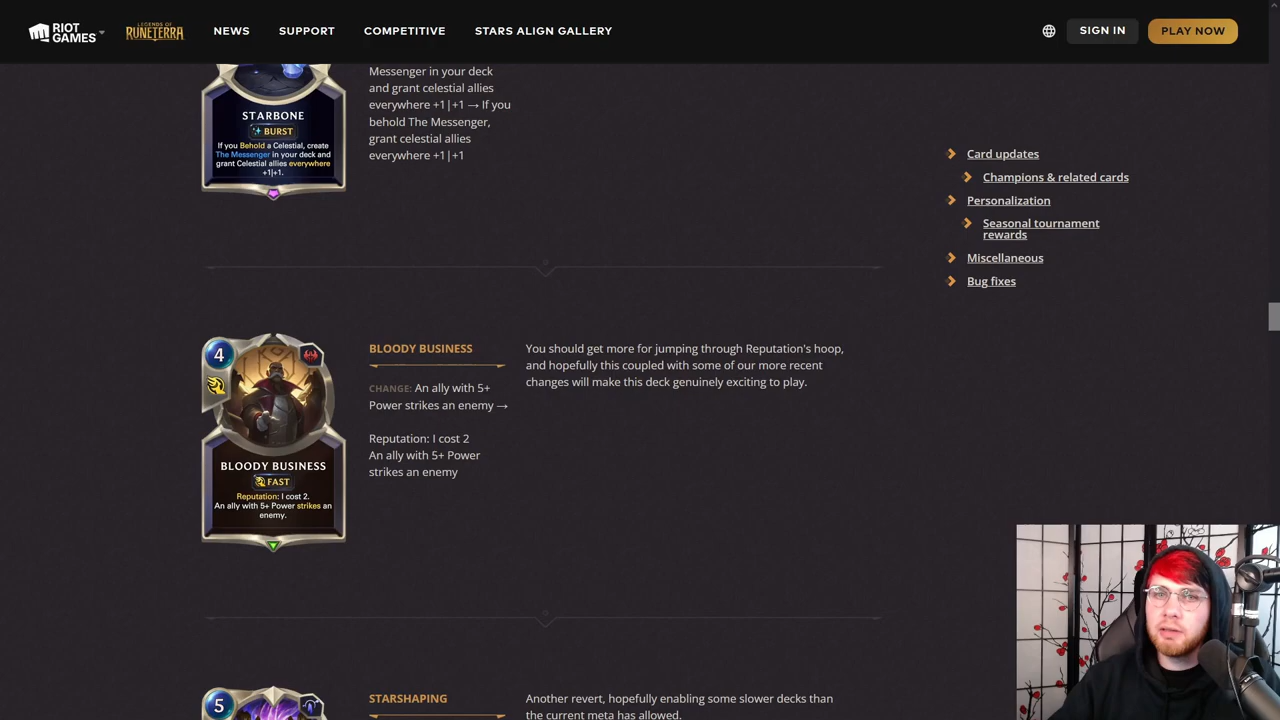 RIOT
GAMES
LEGENDS OF
RUNETERRA
NEWS
SUPPORT
COMPETITIVE
STARS ALIGN GALLERY
SIGN IN
PLAY NOW
Messenger in your deck
and grant celestial allies
everywhere +1|+1 → If you
behold The Messenger,
grant celestial allies
everywhere +1|+1
STARBONE
BURST
If you Behold a Celestial, create
The Messenger in your deck and
grant Celestial allies everywhere
+1|+1.
Card updates
Champions & related cards
Personalization
Seasonal tournament
rewards
Miscellaneous
Bug fixes
4
BLOODY BUSINESS
FAST
Reputation: I cost 2.
An ally with 5+ Power strikes an
enemy.
BLOODY BUSINESS
CHANGE: An ally with 5+
Power strikes an enemy →
Reputation: I cost 2
An ally with 5+ Power
strikes an enemy
You should get more for jumping through Reputation's hoop,
and hopefully this coupled with some of our more recent
changes will make this deck genuinely exciting to play.
5
STARSHAPING
Another revert, hopefully enabling some slower decks than
the current meta has allowed.